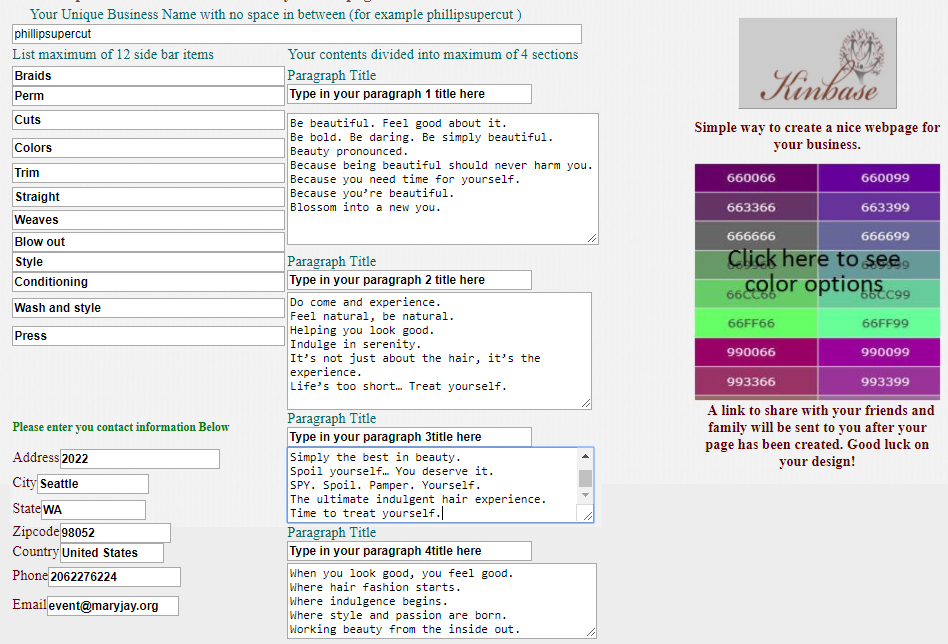 Your Unique Business Name with no space in between (for example phillipsupercut )
phillipsupercut
List maximum of 12 side bar items
Braids
Perm
Cuts
Colors
Trim
Straight
Weaves
Blow out
Style
Conditioning
Wash and style
Press
Please enter you contact information Below
Address 2022
City Seattle
State WA
Zipcode 98052
Country United States
Phone 2062276224
Email event@maryjay.org
Your contents divided into maximum of 4 sections
Paragraph Title
Type in your paragraph 1 title here
Be beautiful. Feel good about it.
Be bold. Be daring. Be simply beautiful.
Beauty pronounced.
Because being beautiful should never harm you.
Because you need time for yourself.
Because you’re beautiful.
Blossom into a new you.
Paragraph Title
Type in your paragraph 2 title here
Do come and experience.
Feel natural, be natural.
Helping you look good.
Indulge in serenity.
It’s not just about the hair, it’s the
experience.
Life’s too short… Treat yourself.
Paragraph Title
Type in your paragraph 3title here
Simply the best in beauty.
Spoil yourself… You deserve it.
SPY. Spoil. Pamper. Yourself.
The ultimate indulgent hair experience.
Time to treat yourself.
Paragraph Title
Type in your paragraph 4title here
When you look good, you feel good.
Where hair fashion starts.
Where indulgence begins.
Where style and passion are born.
Working beauty from the inside out.
Kinbase
Simple way to create a nice webpage for
your business.
660066 660099
663366 663399
666666 666699
Click here to see
color options
66CC66 66CC99
66FF66 66FF99
990066 990099
993366 993399
A link to share with your friends and
family will be sent to you after your
page has been created. Good luck on
your design!